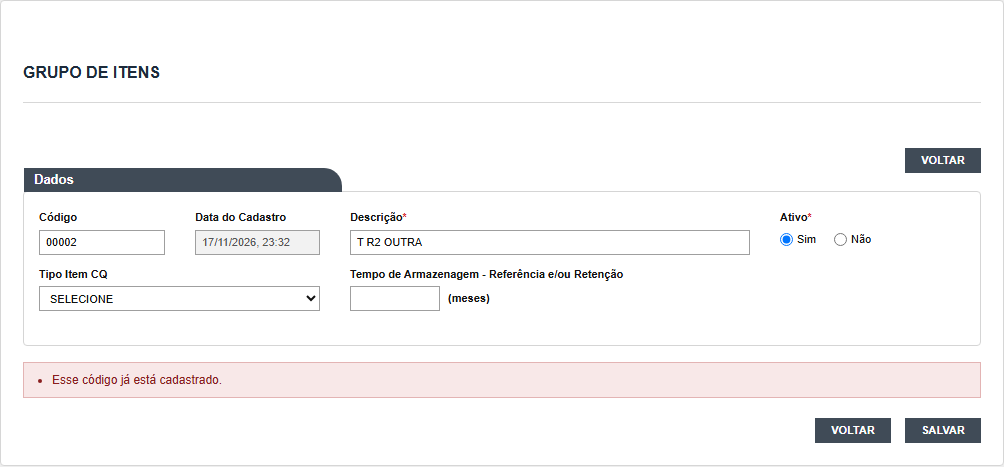 GRUPO DE ITENS
VOLTAR
Dados
Código
Data do Cadastro
Descrição*
Ativo*
00002
17/11/2026, 23:32
T R2 OUTRA
Sim
Não
Tipo Item CQ
Tempo de Armazenagem - Referência e/ou Retenção
SELECIONE
(meses)
Esse código já está cadastrado.
VOLTAR
SALVAR